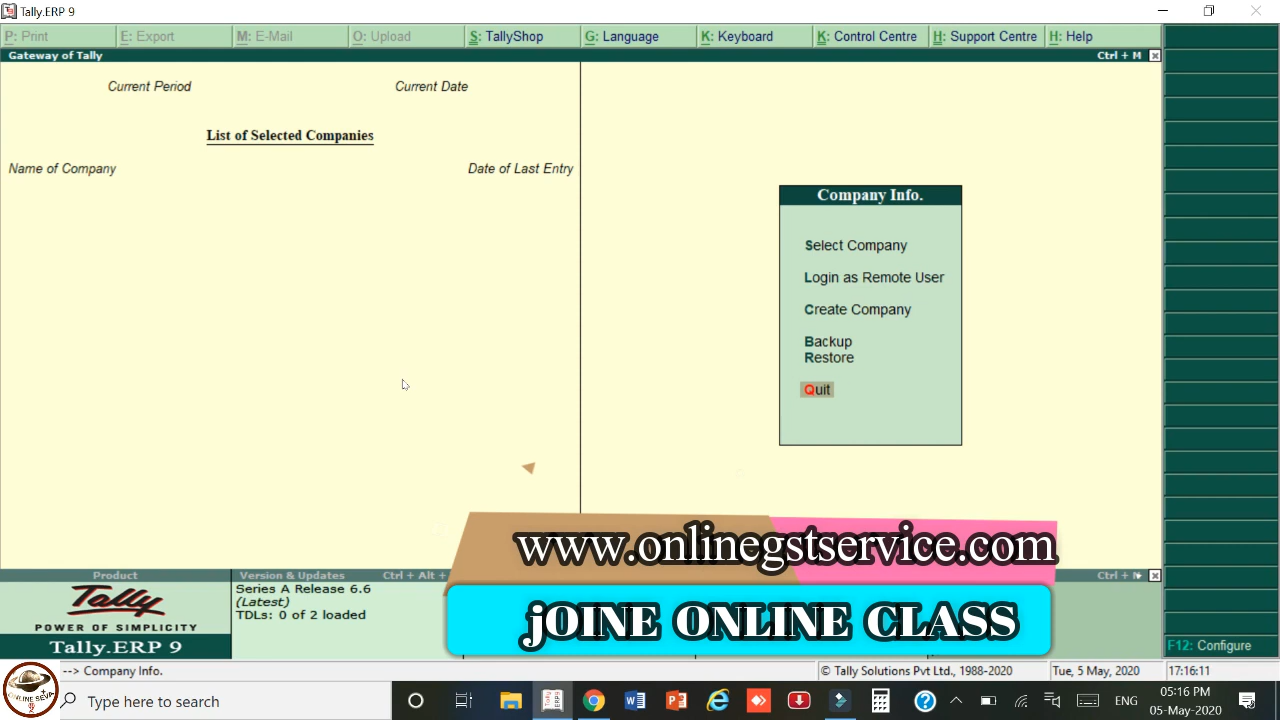 Tally.ERP 9
P: Print
E: Export
M: E-Mail
O: Upload
S: TallyShop
G: Language
K: Keyboard
K: Control Centre
H: Support Centre
H: Help
Gateway of Tally
Ctrl + M
Current Period
Current Date
List of Selected Companies
Name of Company
Date of Last Entry
Company Info.
Select Company
Login as Remote User
Create Company
Backup
Restore
Quit
www.onlinegstservice.com
jOINE ONLINE CLASS
Product
Version & Updates
Ctrl + Alt +
Tally
POWER OF SIMPLICITY
Tally.ERP 9
Series A Release 6.6
(Latest)
TDLs: 0 of 2 loaded
F12: Configure
--> Company Info.
© Tally Solutions Pvt Ltd., 1988-2020
Tue, 5 May, 2020
17:16:11
ONLINE SEVA
Type here to search
ENG
05:16 PM
05-May-2020